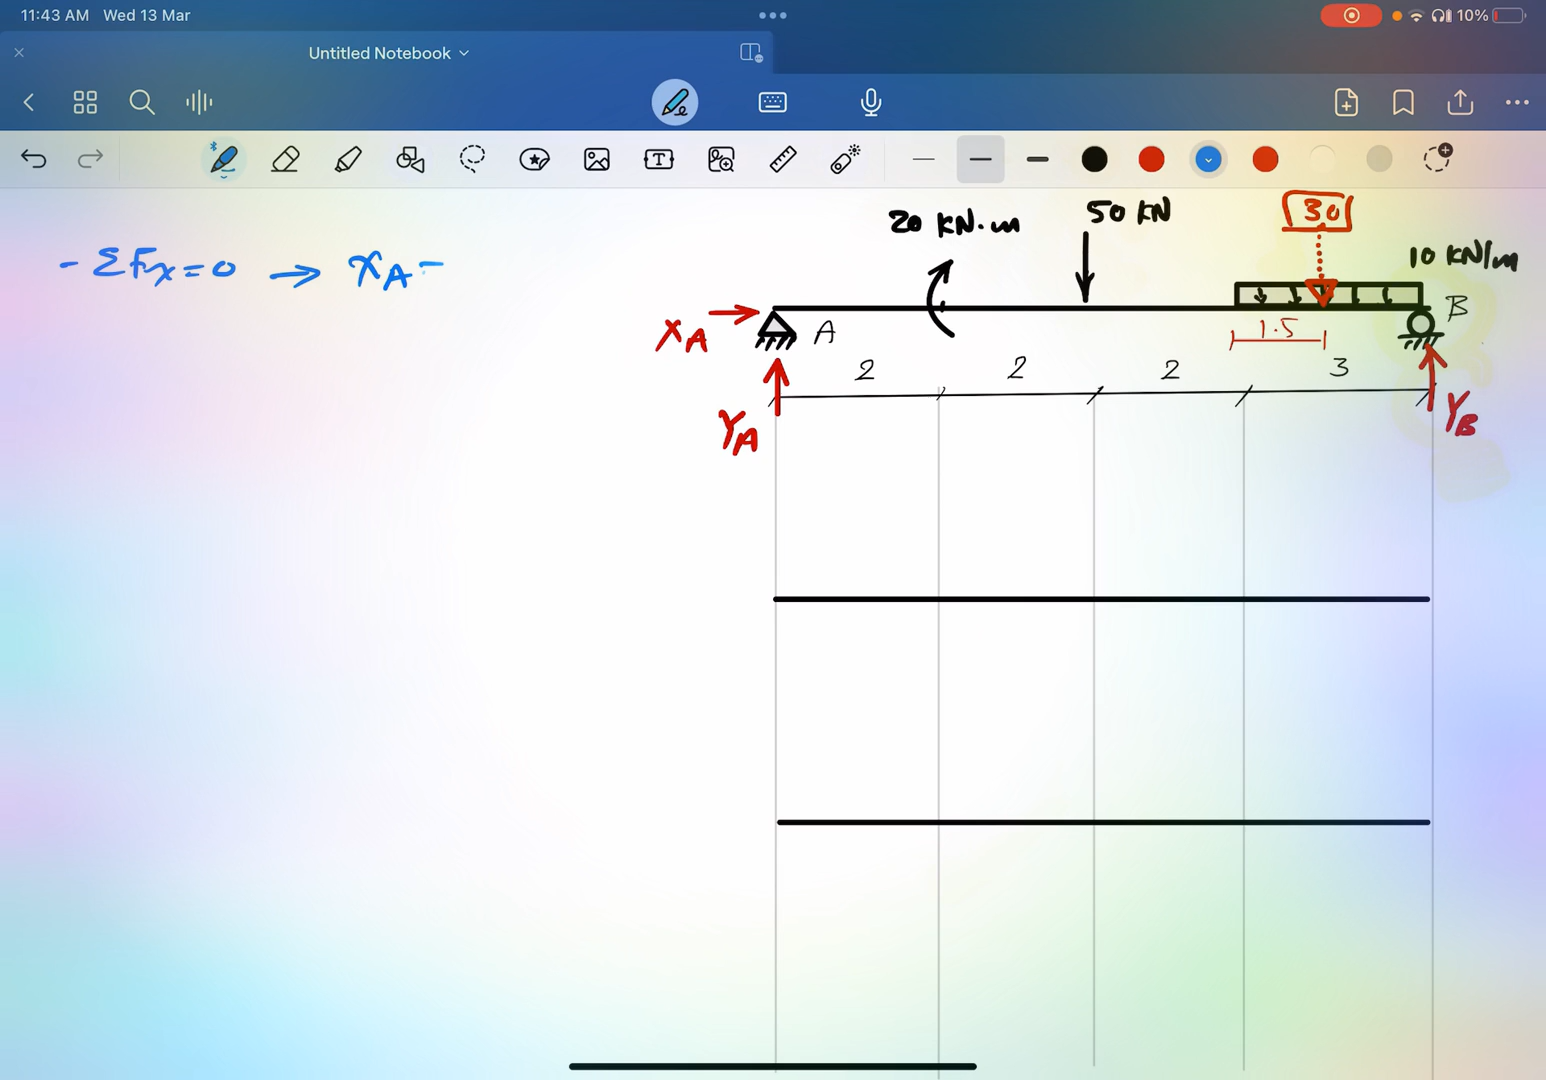 11:43 AM Wed 13 Mar
10%
Untitled Notebook
T
20 KN.m
50 KN
30
10 KN/m
- ΣFx = 0 → XA =
XA
A
1.5
B
2
2
2
3
YA
YB